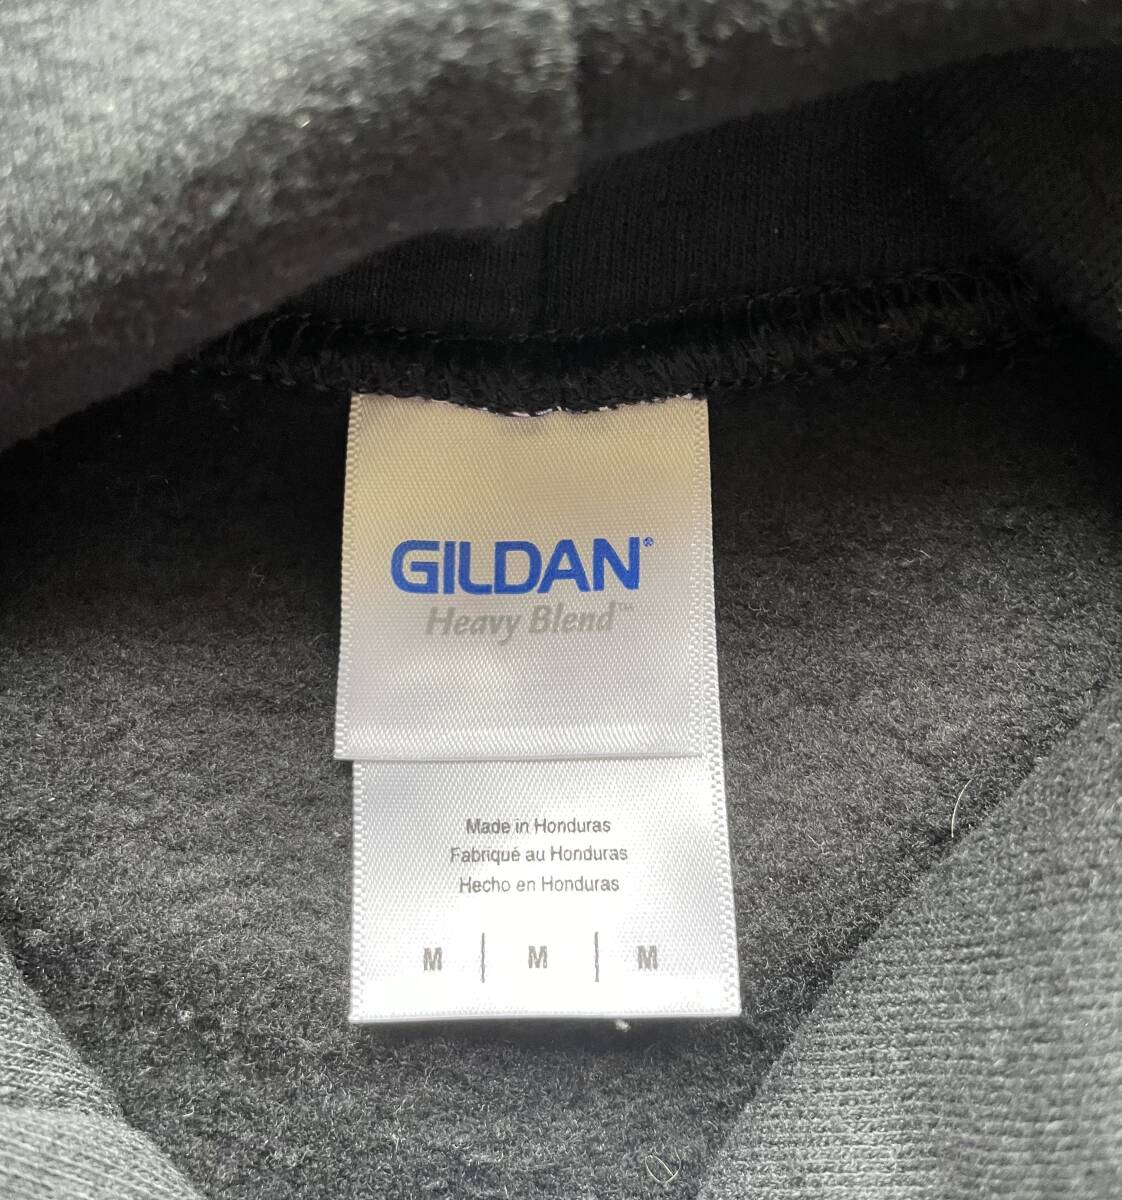 GILDAN®
Heavy Blend™
Made in Honduras
Fabriqué au Honduras
Hecho en Honduras
M | M | M